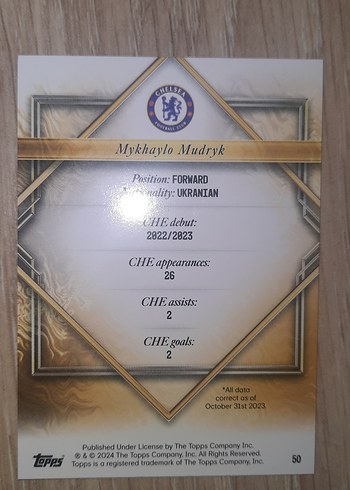 CHELSEA
FOOTBALL CLUB
Mykhaylo Mudryk
Position: FORWARD
Nationality: UKRANIAN
CHE debut:
2022/2023
CHE appearances:
26
CHE assists:
2
CHE goals:
2
*All data
correct as of
October 31st 2023
Published Under License by The Topps Company, Inc.
® & © 2024 The Topps Company, Inc. All Rights Reserved.
Topps is a registered trademark of The Topps Company, Inc.
Topps
50